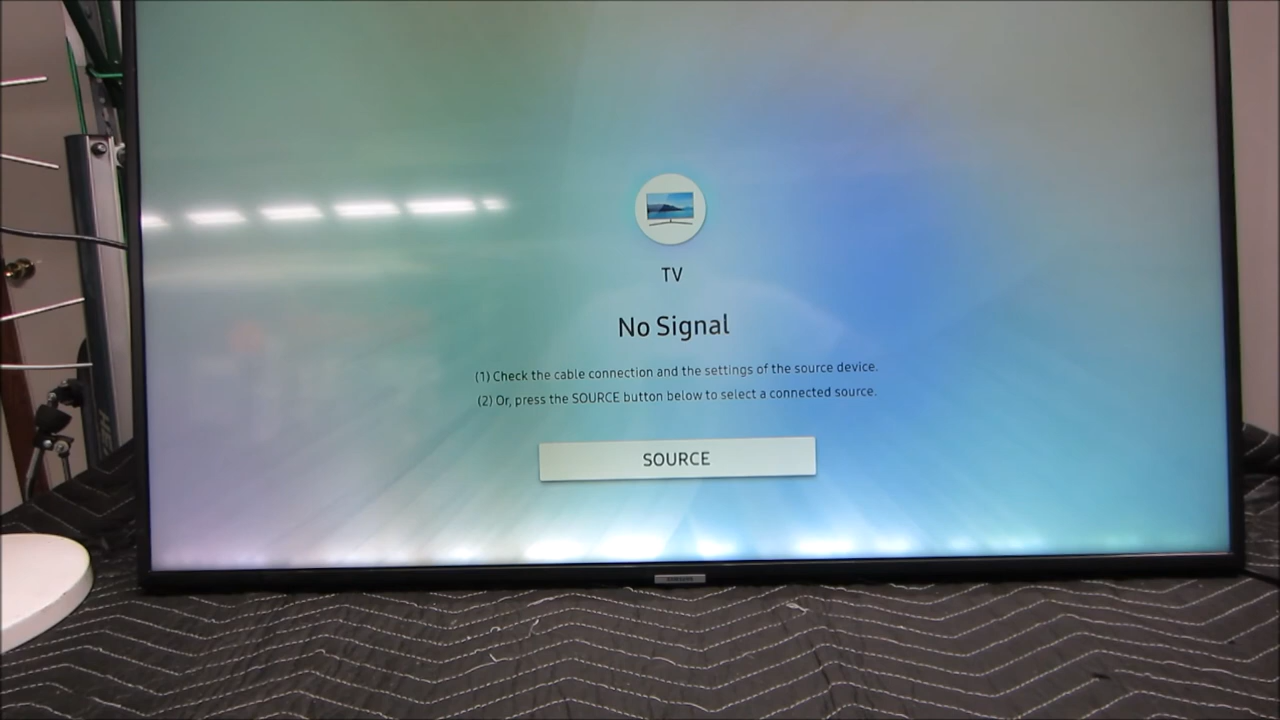 TV
No Signal
(1) Check the cable connection and the settings of the source device.
(2) Or, press the SOURCE button below to select a connected source.
SOURCE
SAMSUNG